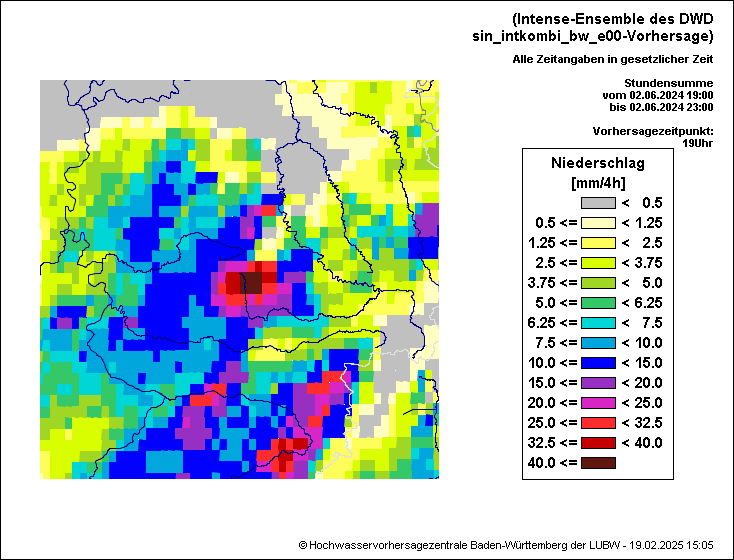 (Intense-Ensemble des DWD
sin_intkombi_bw_e00-Vorhersage)
Alle Zeitangaben in gesetzlicher Zeit
Stundensumme
vom 02.06.2024 19:00
bis 02.06.2024 23:00
Vorhersagezeitpunkt:
19Uhr
Niederschlag
[mm/4h]
< 0.5
0.5 <= < 1.25
1.25 <= < 2.5
2.5 <= < 3.75
3.75 <= < 5.0
5.0 <= < 6.25
6.25 <= < 7.5
7.5 <= < 10.0
10.0 <= < 15.0
15.0 <= < 20.0
20.0 <= < 25.0
25.0 <= < 32.5
32.5 <= < 40.0
40.0 <=
© Hochwasservorhersagezentrale Baden-Württemberg der LUBW - 19.02.2025 15:05